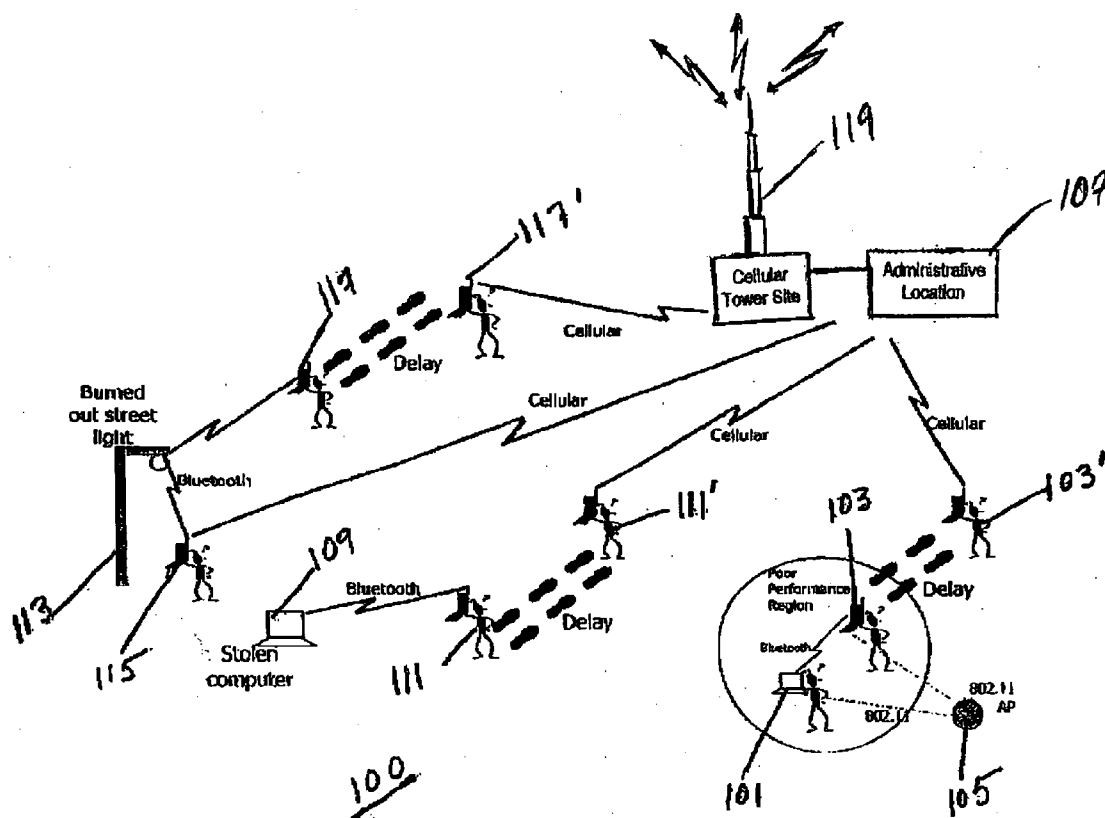 119
107
117'
Cellular
Tower Site
Administrative
Location
117
Cellular
Delay
Burned
out street
light
Cellular
Cellular
Cellular
Bluetooth
111'
103
103'
109
Poor
Performance
Region
Bluetooth
Delay
113
Delay
Bluetooth
115
Stolen
computer
111
802.11
AP
802.11
100
101
105